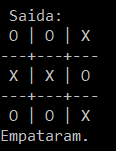 Saida:
O | O | X
---+---+---
X | X | O
---+---+---
O | O | X
Empataram.